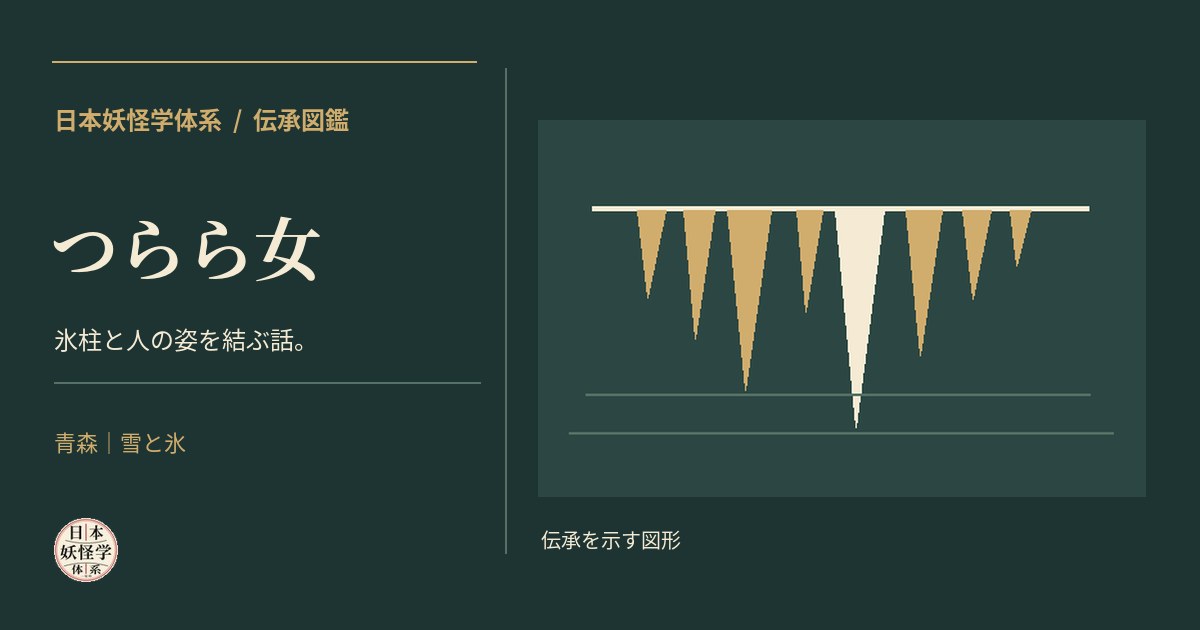 日本妖怪学体系 / 伝承図鑑
つらら女
氷柱と人の姿を結ぶ話。
青森｜雪と氷
日本
妖怪学
体系
伝承を示す図形